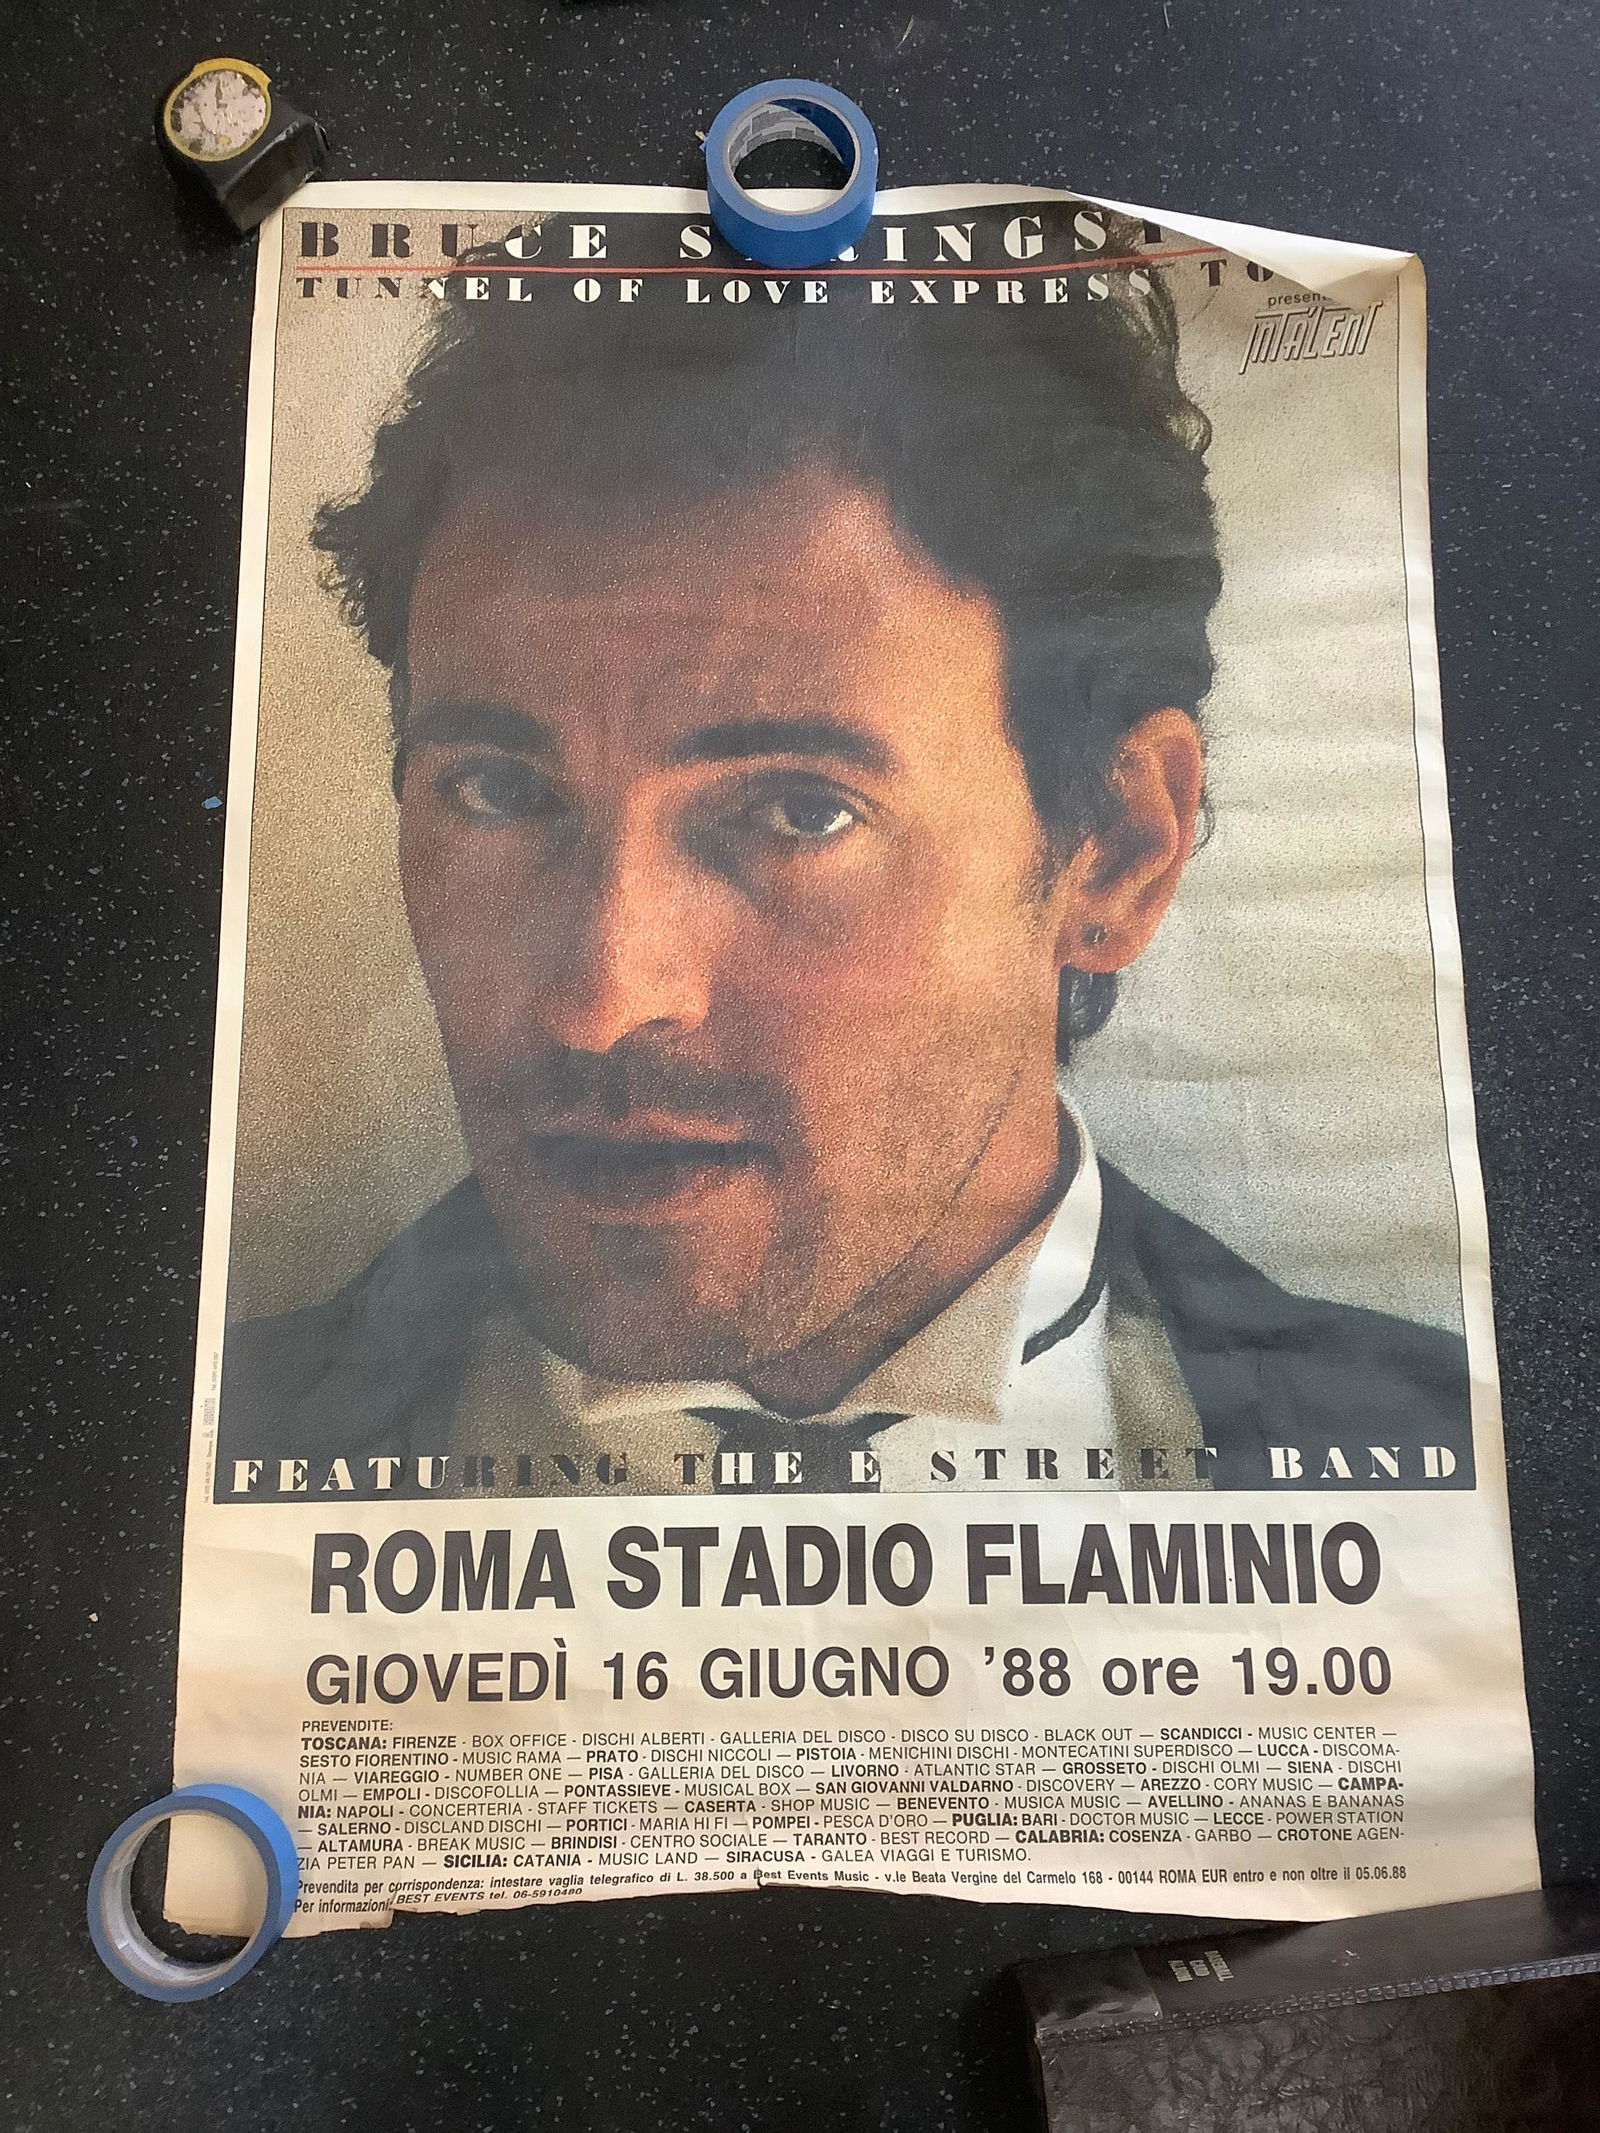 BRUCE S RINGS
TUNNEL OF LOVE EXPRESS TO
present
INTALENT
FEATURING THE E STREET BAND
ROMA STADIO FLAMINIO
GIOVEDÌ 16 GIUGNO '88 ore 19.00
PREVENDITE:
TOSCANA: FIRENZE - BOX OFFICE - DISCHI ALBERTI - GALLERIA DEL DISCO - DISCO SU DISCO - BLACK OUT — SCANDICCI - MUSIC CENTER —
SESTO FIORENTINO - MUSIC RAMA — PRATO - DISCHI NICCOLI — PISTOIA - MENICHINI DISCHI - MONTECATINI SUPERDISCO — LUCCA - DISCOMA-
NIA — VIAREGGIO - NUMBER ONE — PISA - GALLERIA DEL DISCO — LIVORNO - ATLANTIC STAR — GROSSETO - DISCHI OLMI — SIENA - DISCHI
OLMI — EMPOLI - DISCOFOLLIA — PONTASSIEVE - MUSICAL BOX — SAN GIOVANNI VALDARNO - DISCOVERY — AREZZO - CORY MUSIC — CAMPA-
NIA: NAPOLI - CONCERTERIA - STAFF TICKETS — CASERTA - SHOP MUSIC — BENEVENTO - MUSICA MUSIC — AVELLINO - ANANAS E BANANAS
— SALERNO - DISCLAND DISCHI — PORTICI - MARIA HI FI — POMPEI - PESCA D'ORO — PUGLIA: BARI - DOCTOR MUSIC — LECCE - POWER STATION
— ALTAMURA - BREAK MUSIC — BRINDISI - CENTRO SOCIALE — TARANTO - BEST RECORD — CALABRIA: COSENZA - GARBO — CROTONE AGEN-
ZIA PETER PAN — SICILIA: CATANIA - MUSIC LAND — SIRACUSA - GALEA VIAGGI E TURISMO.
Prevendita per corrispondenza: intestare vaglia telegrafico di L. 38.500 a Best Events Music - v.le Beata Vergine del Carmelo 168 - 00144 ROMA EUR entro e non oltre il 05.06.88
Per informazioni: BEST EVENTS tel. 06-5910480